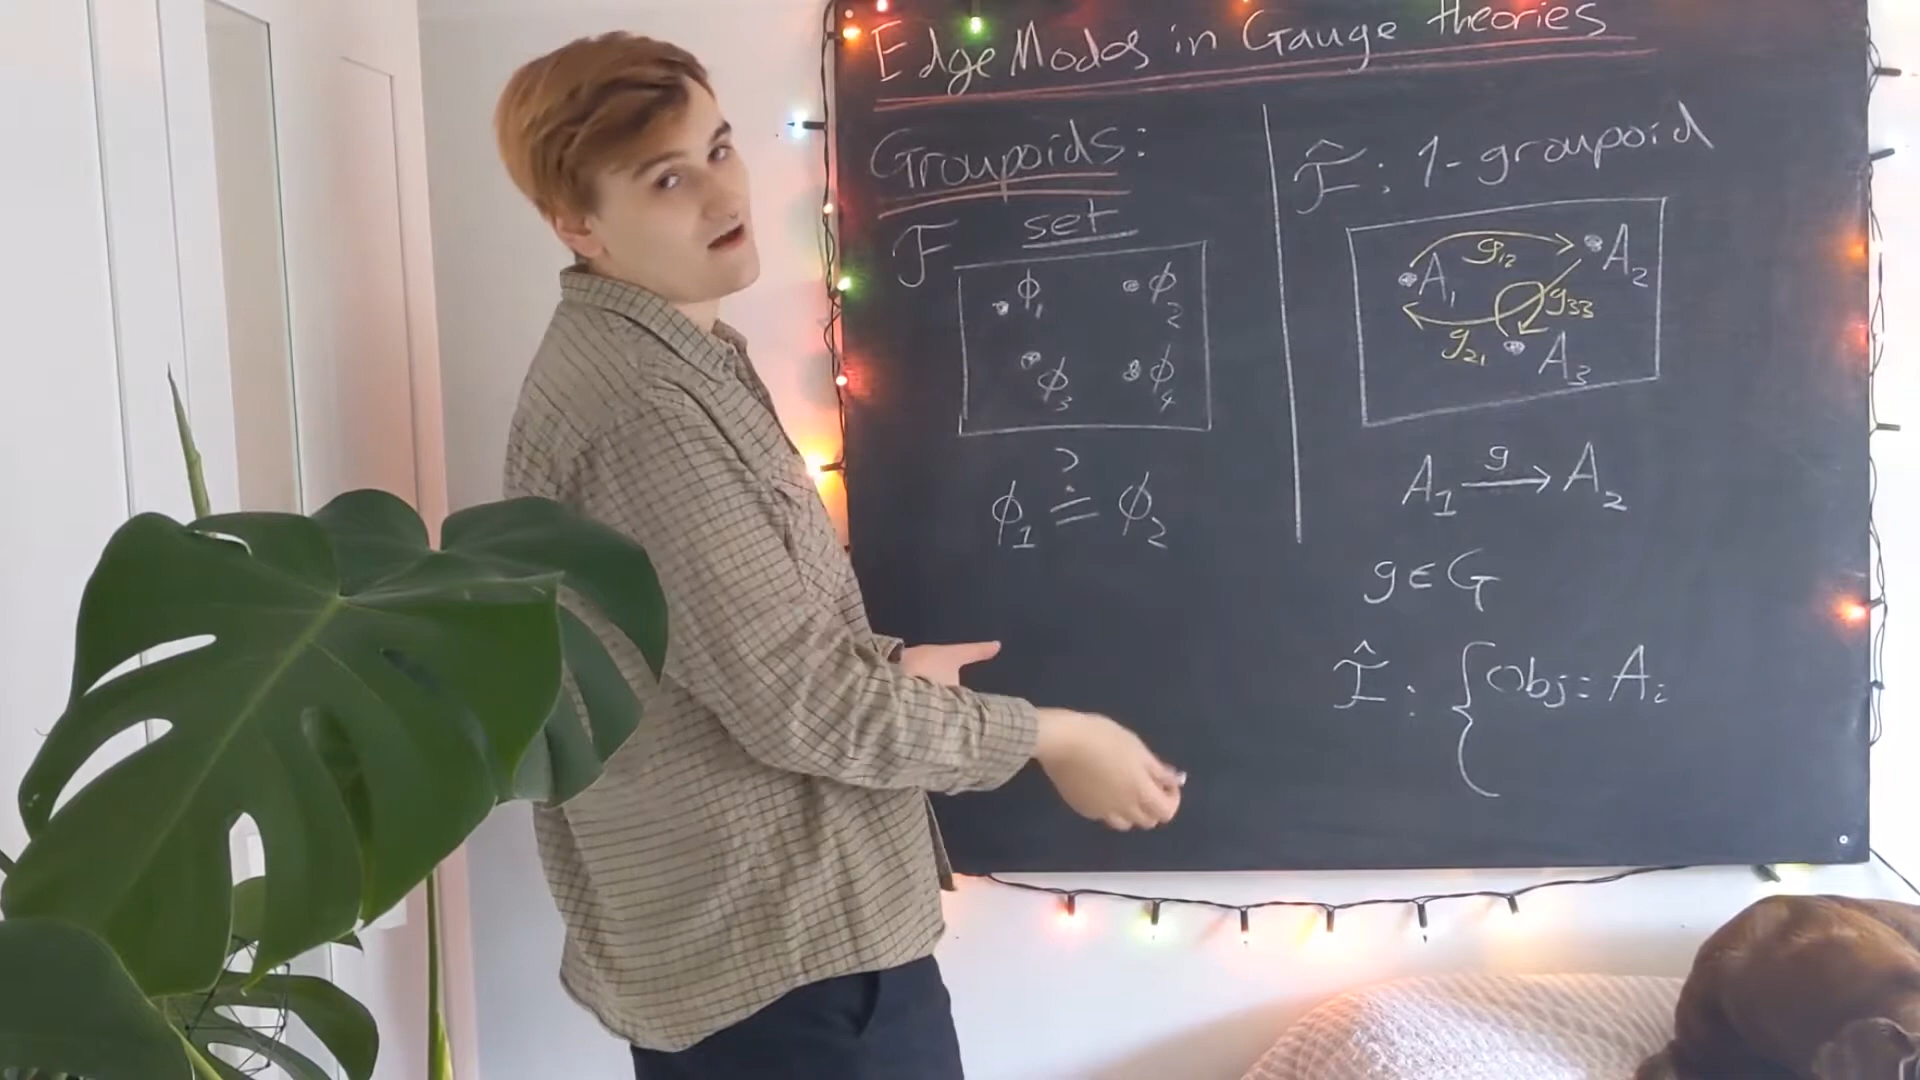 Edge Modes in Gauge theories
Groupoids:
F set
ϕ₁ ϕ₂
ϕ₃ ϕ₄
ϕ₁ ≟ ϕ₂
F̂ : 1-groupoid
g₁₂ A₂
A₁ g₃₃
g₂₁ A₃
A₁ —g→ A₂
g ∈ G
F̂ : { Obj: Aᵢ